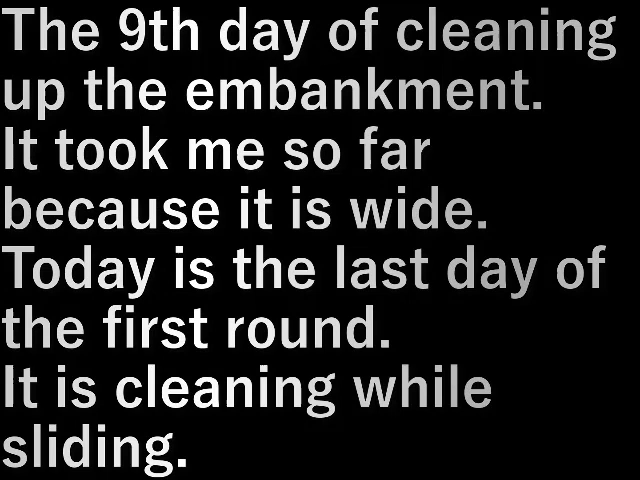 The 9th day of cleaning
up the embankment.
It took me so far
because it is wide.
Today is the last day of
the first round.
It is cleaning while
sliding.